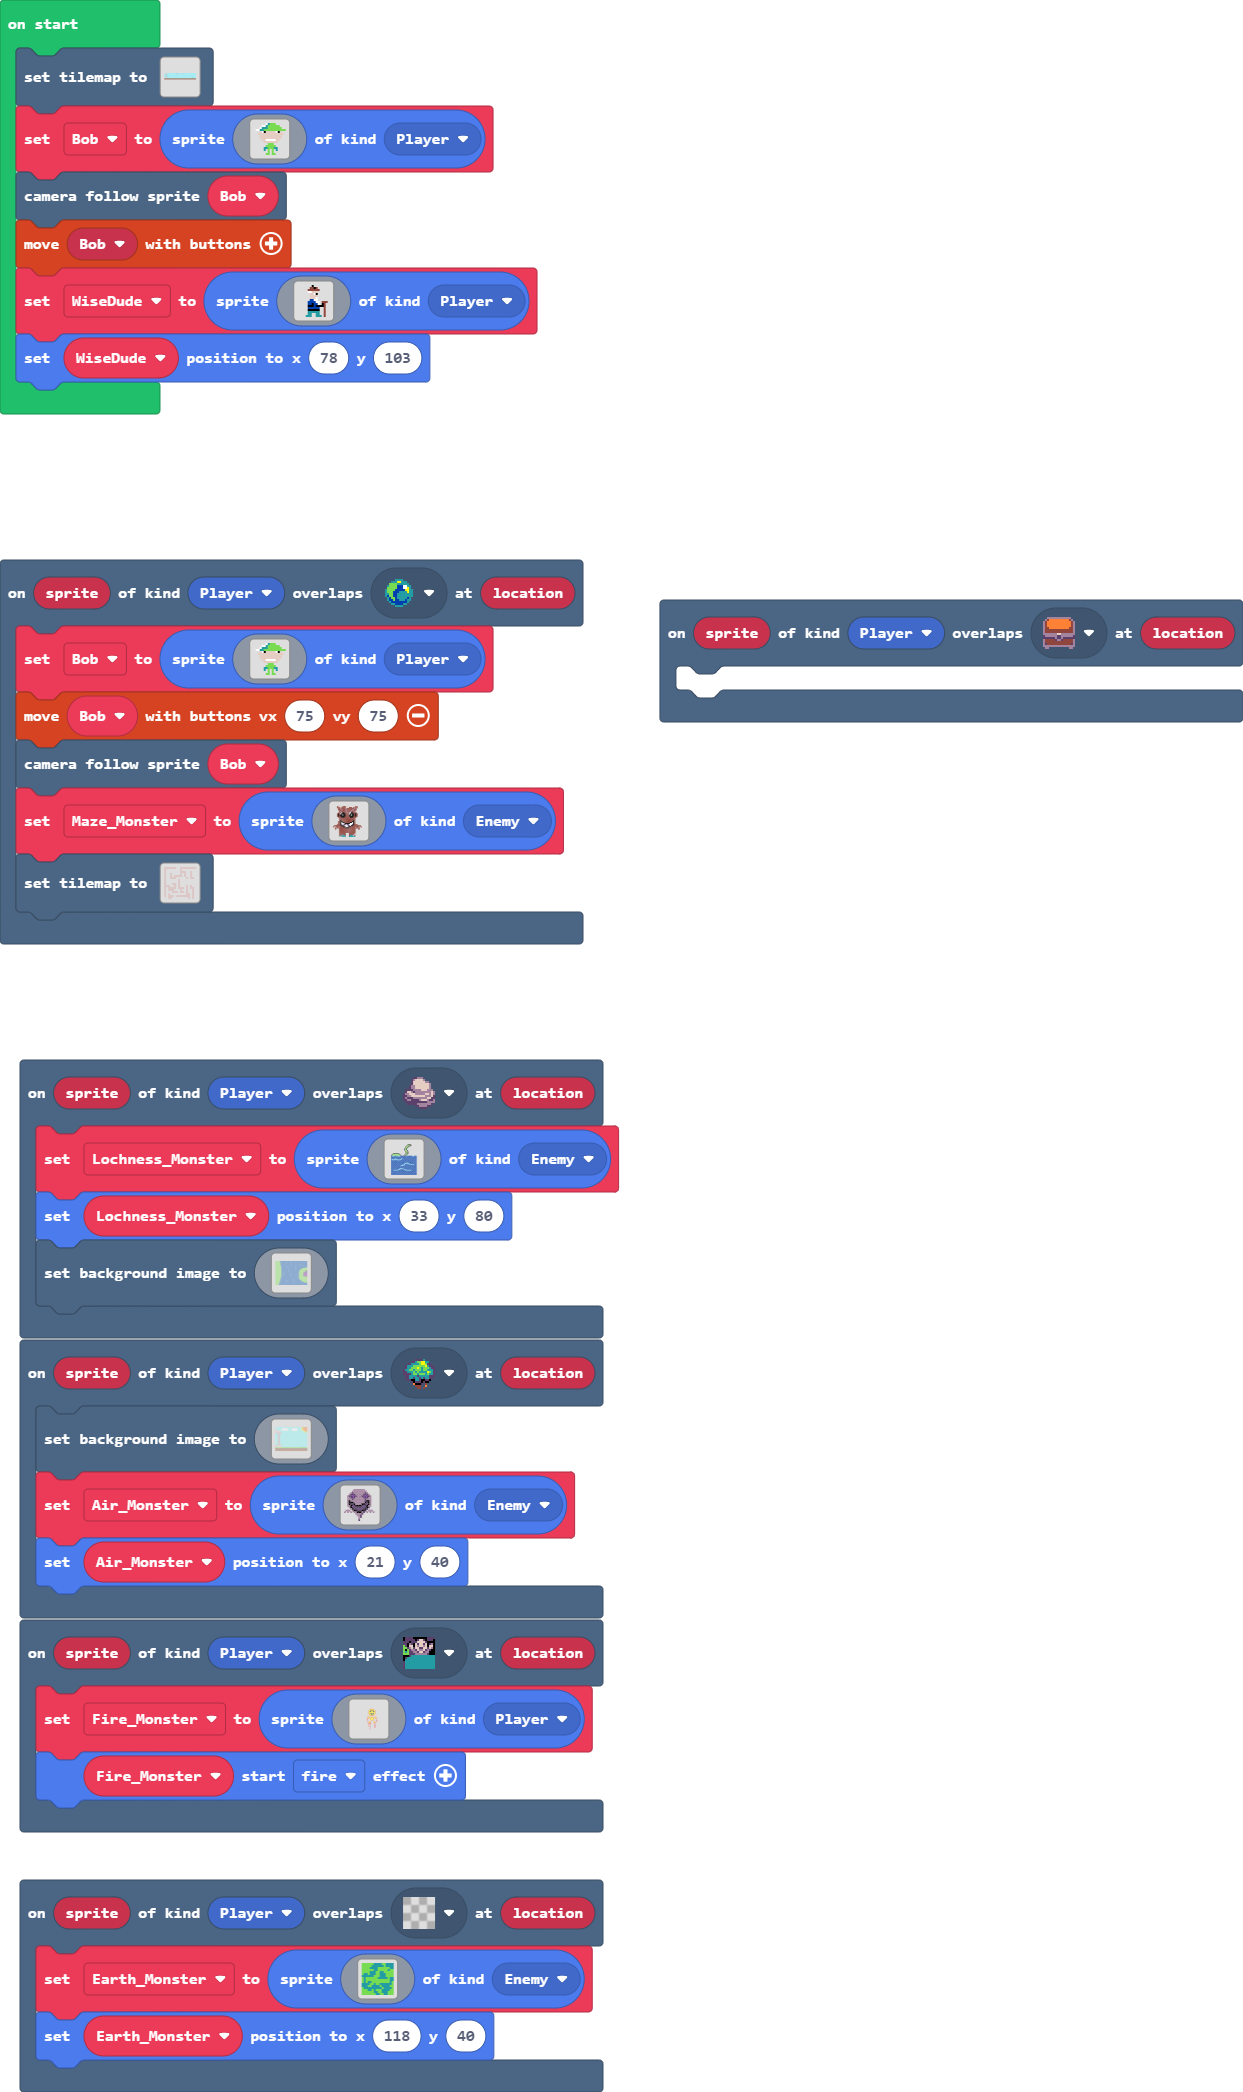 on start
set tilemap to
set Bob to sprite of kind Player
camera follow sprite Bob
move Bob with buttons
set WiseDude to sprite of kind Player
set WiseDude position to x 78 y 103
on sprite of kind Player overlaps at location
set Bob to sprite of kind Player
move Bob with buttons vx 75 vy 75
camera follow sprite Bob
set Maze_Monster to sprite of kind Enemy
set tilemap to
on sprite of kind Player overlaps at location
on sprite of kind Player overlaps at location
set Lochness_Monster to sprite of kind Enemy
set Lochness_Monster position to x 33 y 80
set background image to
on sprite of kind Player overlaps at location
set background image to
set Air_Monster to sprite of kind Enemy
set Air_Monster position to x 21 y 40
on sprite of kind Player overlaps at location
set Fire_Monster to sprite of kind Player
Fire_Monster start fire effect
on sprite of kind Player overlaps at location
set Earth_Monster to sprite of kind Enemy
set Earth_Monster position to x 118 y 40